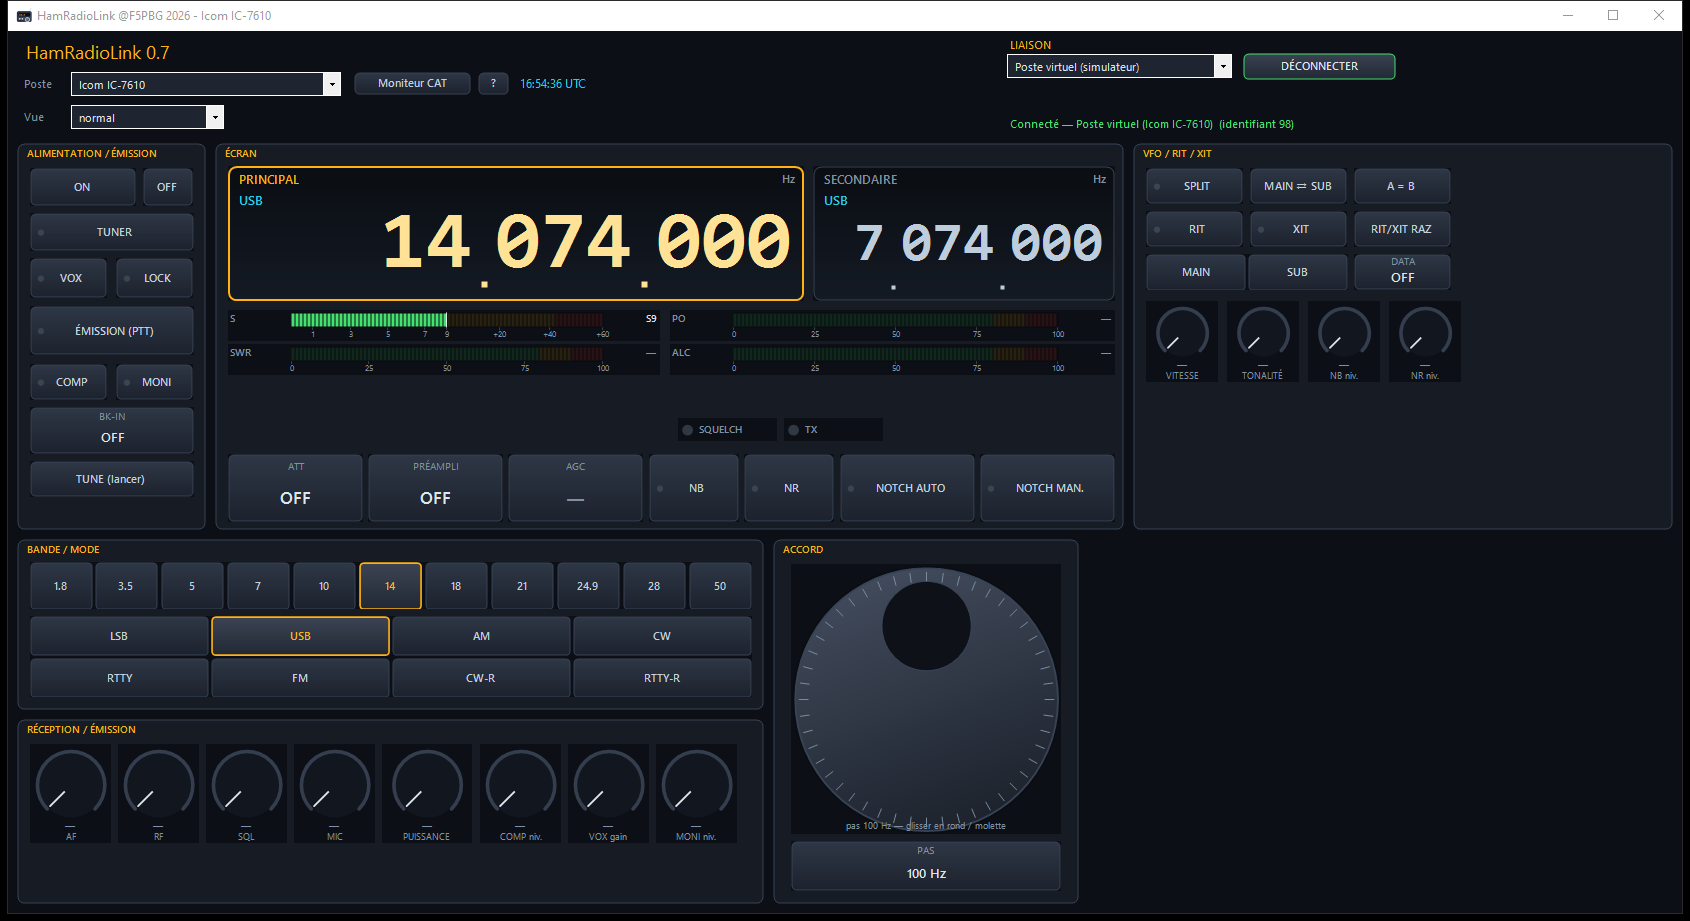 HamRadioLink @F5PBG 2026 - Icom IC-7610
HamRadioLink 0.7
LIAISON
Poste virtuel (simulateur)
DÉCONNECTER
Poste
Icom IC-7610
Moniteur CAT
?
16:54:36 UTC
Vue
normal
Connecté — Poste virtuel (Icom IC-7610) (identifiant 98)
ALIMENTATION / ÉMISSION
ON
OFF
TUNER
VOX
LOCK
ÉMISSION (PTT)
COMP
MONI
BK-IN
OFF
TUNE (lancer)
ÉCRAN
PRINCIPAL
Hz
USB
14.074.000
SECONDAIRE
Hz
USB
7.074.000
S
S9
1 3 5 7 9 +20 +40 +60
PO
—
0 25 50 75 100
SWR
—
0 25 50 75 100
ALC
—
0 25 50 75 100
SQUELCH
TX
ATT
OFF
PRÉAMPLI
OFF
AGC
—
NB
NR
NOTCH AUTO
NOTCH MAN.
VFO / RIT / XIT
SPLIT
MAIN ⇄ SUB
A = B
RIT
XIT
RIT/XIT RAZ
MAIN
SUB
DATA
OFF
—
VITESSE
—
TONALITÉ
—
NB niv.
—
NR niv.
BANDE / MODE
1.8
3.5
5
7
10
14
18
21
24.9
28
50
LSB
USB
AM
CW
RTTY
FM
CW-R
RTTY-R
RÉCEPTION / ÉMISSION
—
AF
—
RF
—
SQL
—
MIC
—
PUISSANCE
—
COMP niv.
—
VOX gain
—
MONI niv.
ACCORD
pas 100 Hz — glisser en rond / molette
PAS
100 Hz